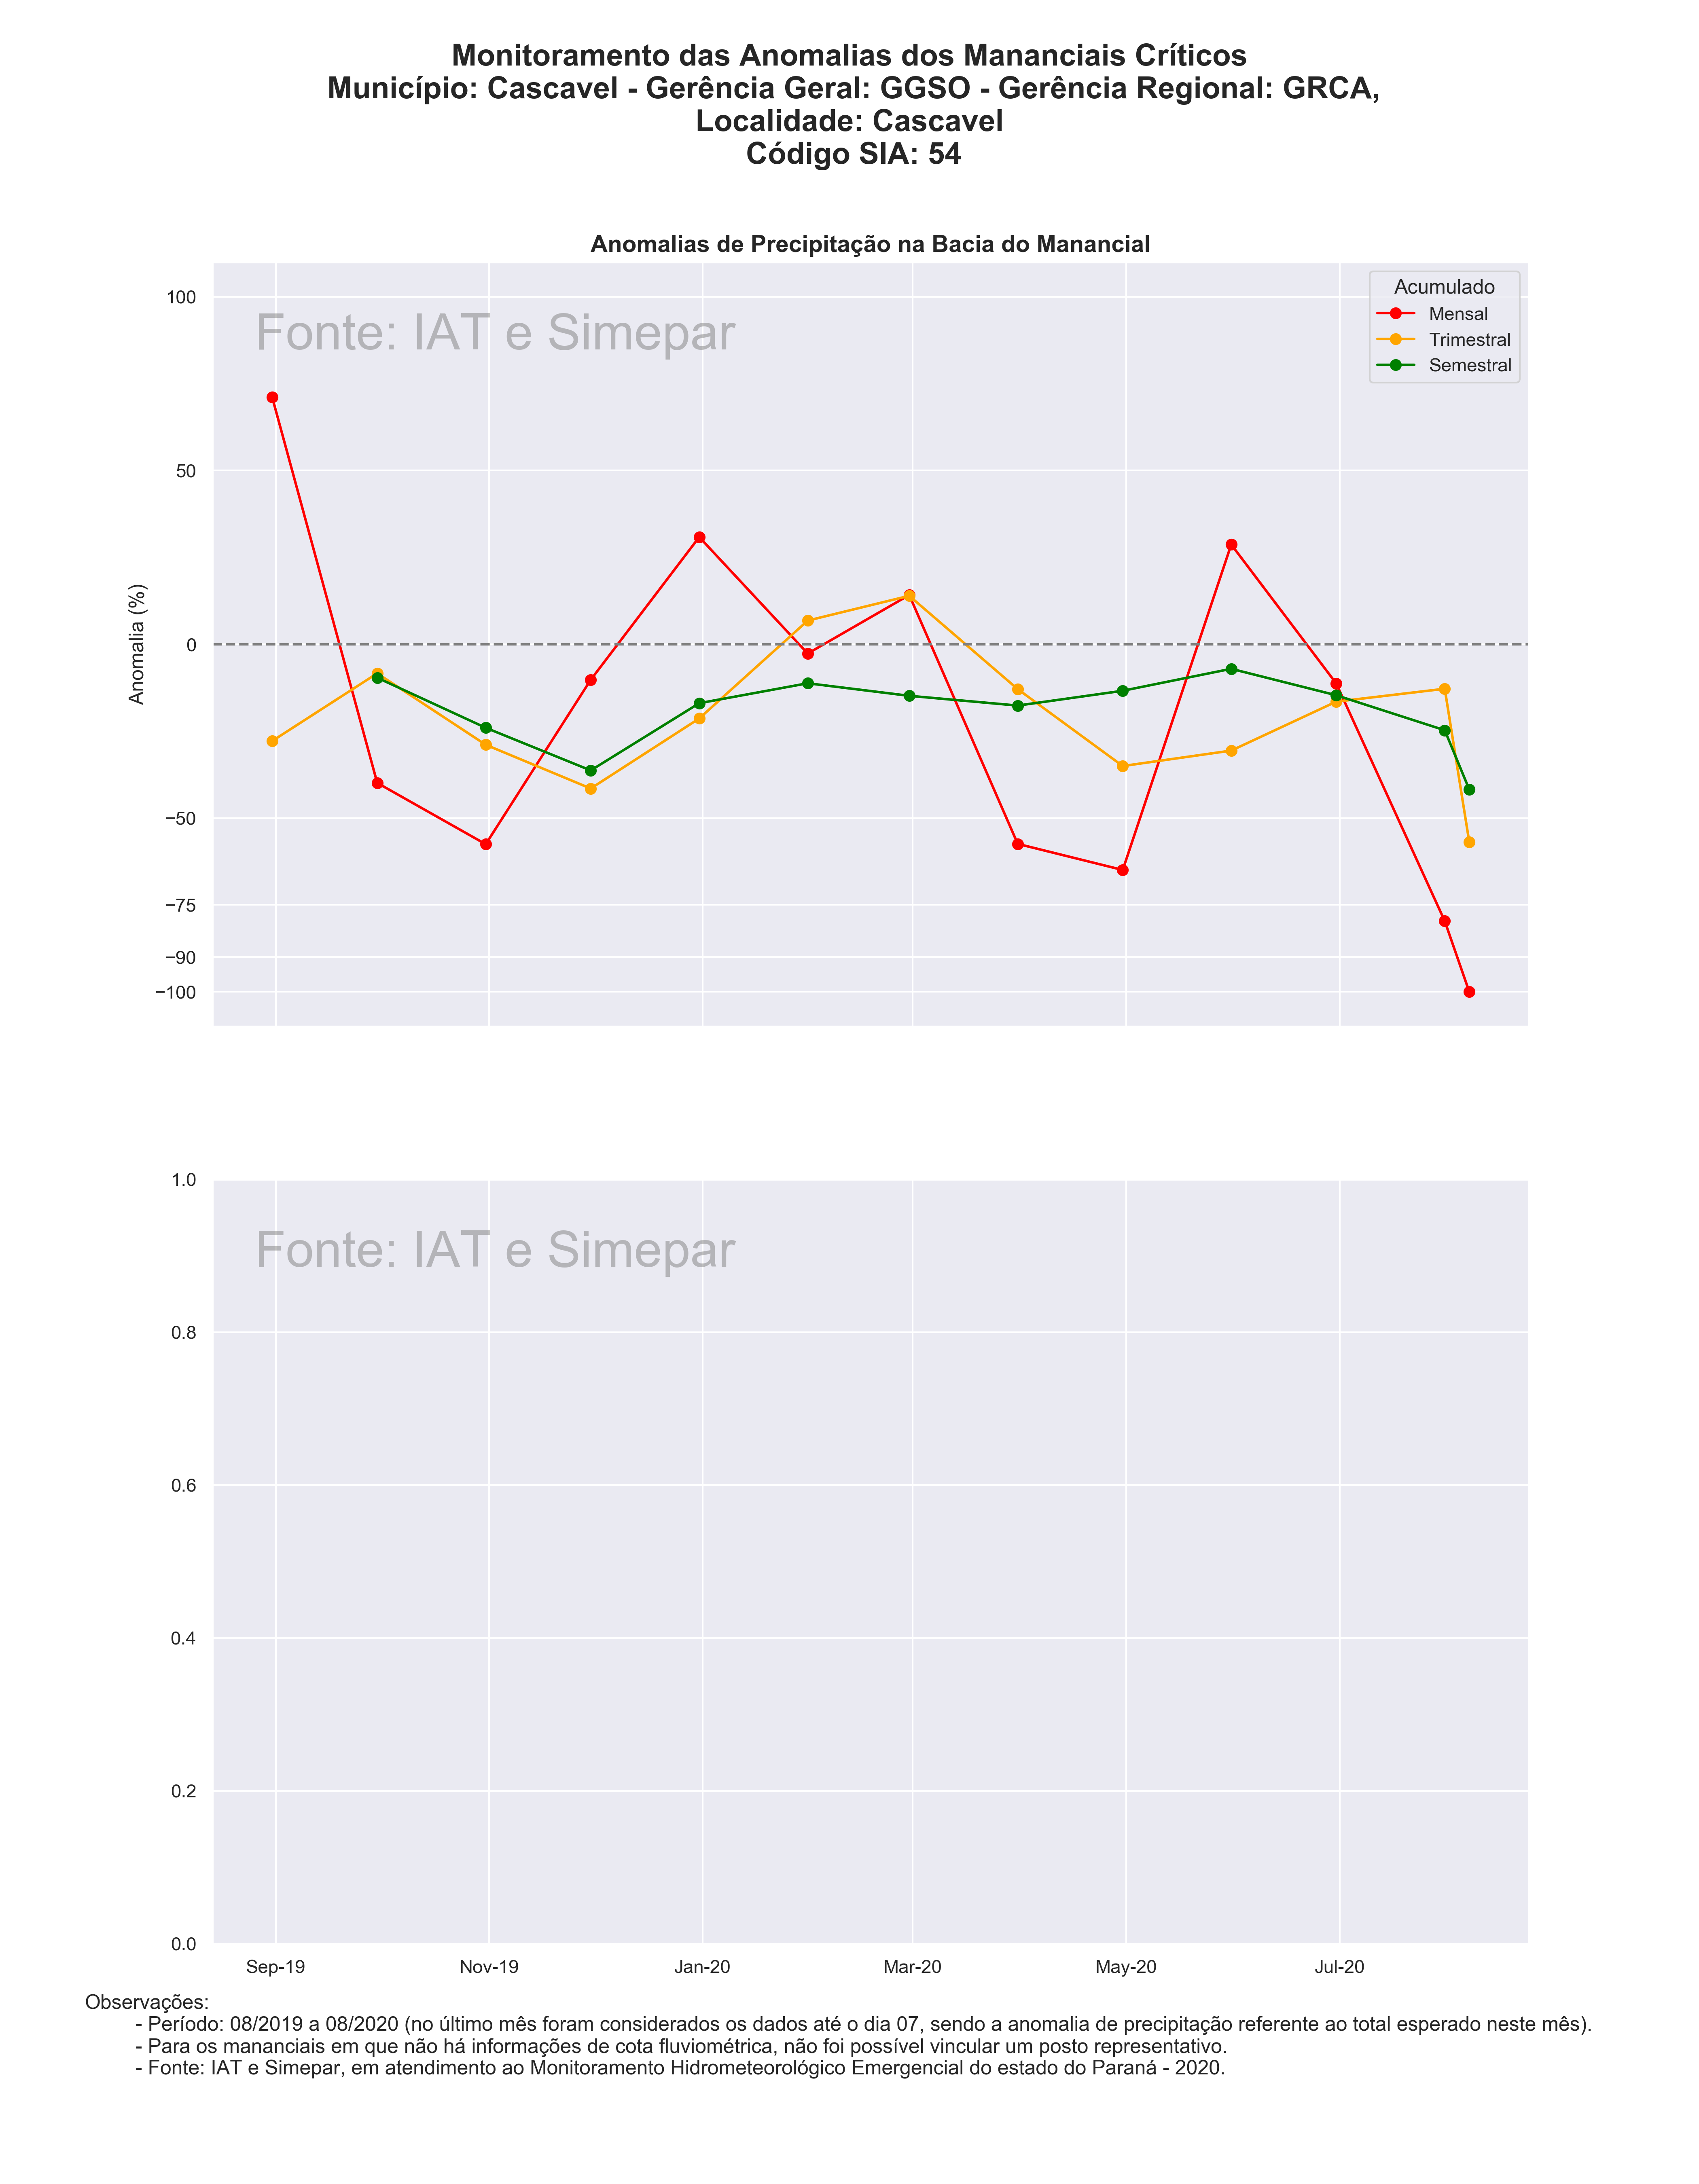 Monitoramento das Anomalias dos Mananciais Críticos
Município: Cascavel - Gerência Geral: GGSO - Gerência Regional: GRCA,
Localidade: Cascavel
Código SIA: 54
Anomalias de Precipitação na Bacia do Manancial
Fonte: IAT e Simepar
Acumulado
Mensal
Trimestral
Semestral
Anomalia (%)
100
50
0
−50
−75
−90
−100
Fonte: IAT e Simepar
1.0
0.8
0.6
0.4
0.2
0.0
Sep-19 Nov-19 Jan-20 Mar-20 May-20 Jul-20
Observações:
- Período: 08/2019 a 08/2020 (no último mês foram considerados os dados até o dia 07, sendo a anomalia de precipitação referente ao total esperado neste mês).
- Para os mananciais em que não há informações de cota fluviométrica, não foi possível vincular um posto representativo.
- Fonte: IAT e Simepar, em atendimento ao Monitoramento Hidrometeorológico Emergencial do estado do Paraná - 2020.